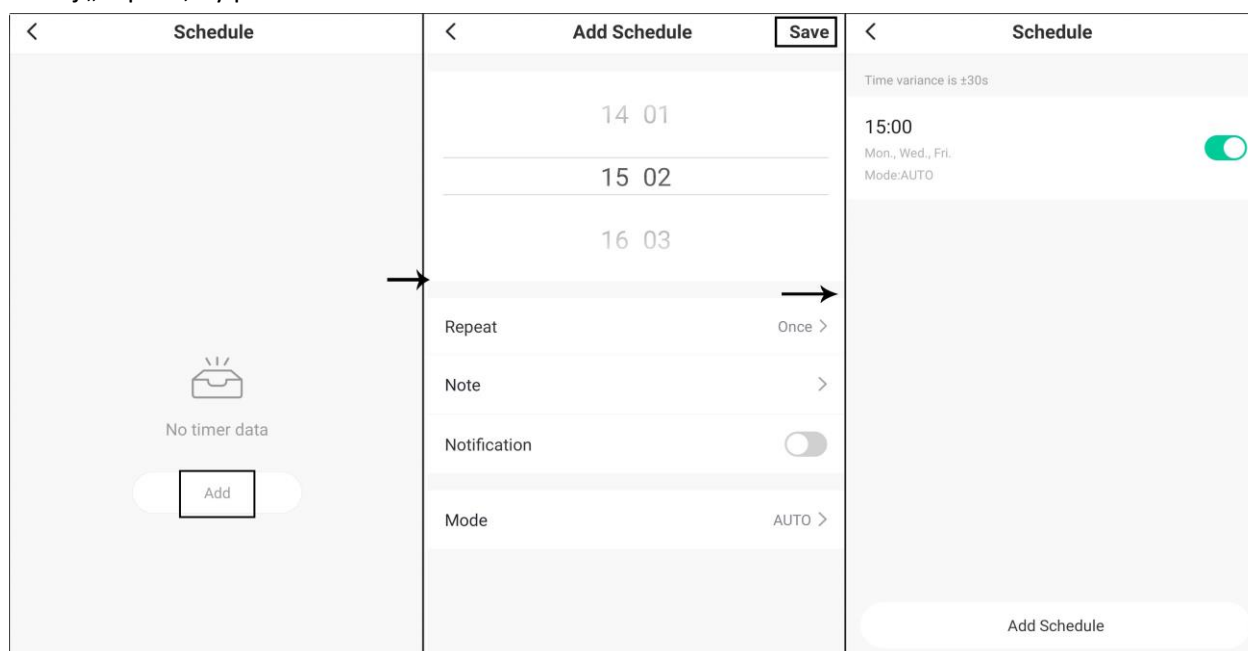 Schedule
No timer data
Add
Add Schedule
Save
14 01
15 02
16 03
Repeat
Once
Note
Notification
Mode
AUTO
Schedule
Time variance is ±30s
15:00
Mon., Wed., Fri.
Mode:AUTO
Add Schedule